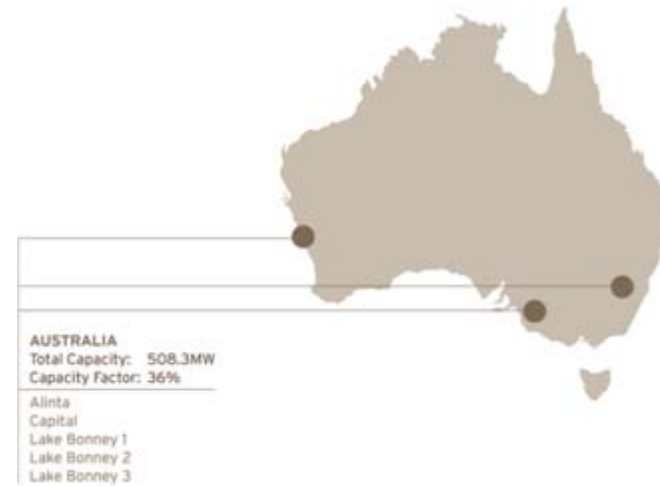 AUSTRALIA
Total Capacity: 508.3MW
Capacity Factor: 36%
Alinta
Capital
Lake Bonney 1
Lake Bonney 2
Lake Bonney 3